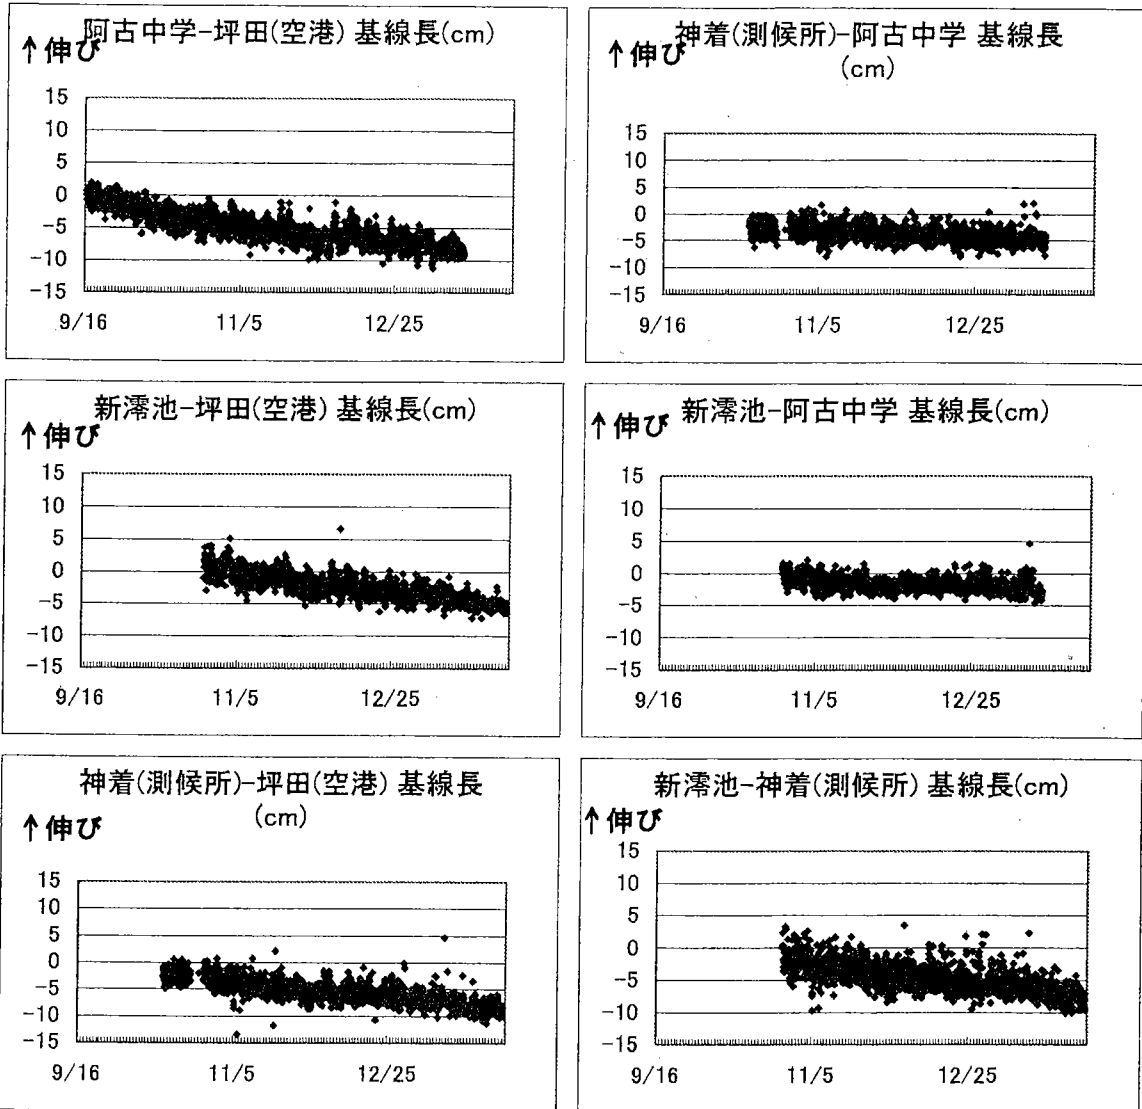 阿古中学-坪田(空港) 基線長(cm)
↑伸び
15
10
5
0
-5
-10
-15
9/16 11/5 12/25
神着(測候所)-阿古中学 基線長
(cm)
↑伸び
15
10
5
0
-5
-10
-15
9/16 11/5 12/25
新澪池-坪田(空港) 基線長(cm)
↑伸び
15
10
5
0
-5
-10
-15
9/16 11/5 12/25
新澪池-阿古中学 基線長(cm)
↑伸び
15
10
5
0
-5
-10
-15
9/16 11/5 12/25
神着(測候所)-坪田(空港) 基線長
(cm)
↑伸び
15
10
5
0
-5
-10
-15
9/16 11/5 12/25
新澪池-神着(測候所) 基線長(cm)
↑伸び
15
10
5
0
-5
-10
-15
9/16 11/5 12/25